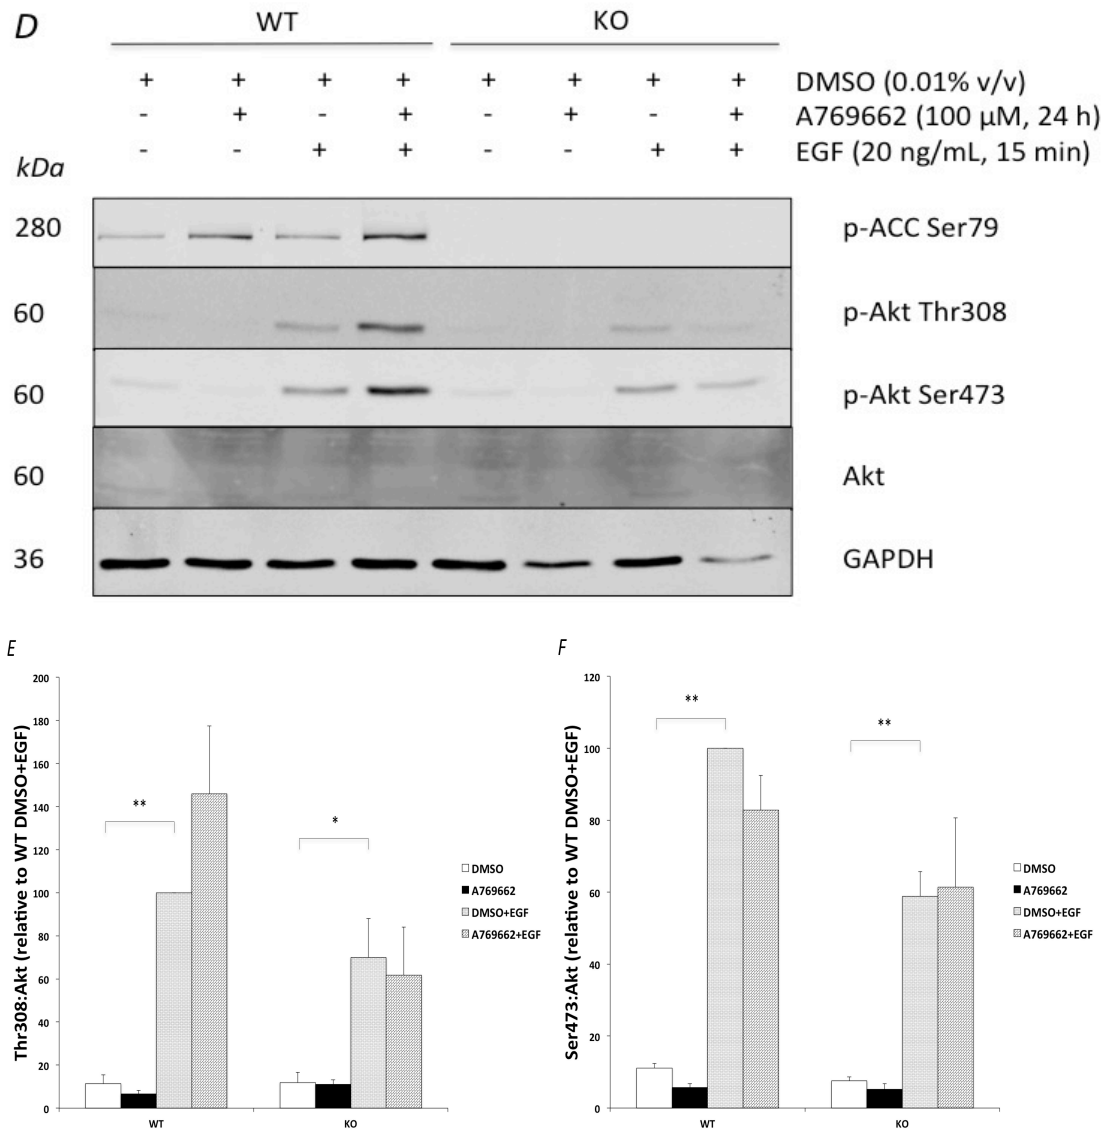 D WT KO
+ + + + + + + + DMSO (0.01% v/v)
- + - + - + - + A769662 (100 µM, 24 h)
- - + + - - + + EGF (20 ng/mL, 15 min)
kDa
280 p-ACC Ser79
60 p-Akt Thr308
60 p-Akt Ser473
60 Akt
36 GAPDH
E
Thr308:Akt (relative to WT DMSO+EGF)
200
180
160
140
120
100
80
60
40
20
0
**
*
WT KO
DMSO
A769662
DMSO+EGF
A769662+EGF
F
Ser473:Akt (relative to WT DMSO+EGF)
120
100
80
60
40
20
0
**
**
WT KO
DMSO
A769662
DMSO+EGF
A769662+EGF